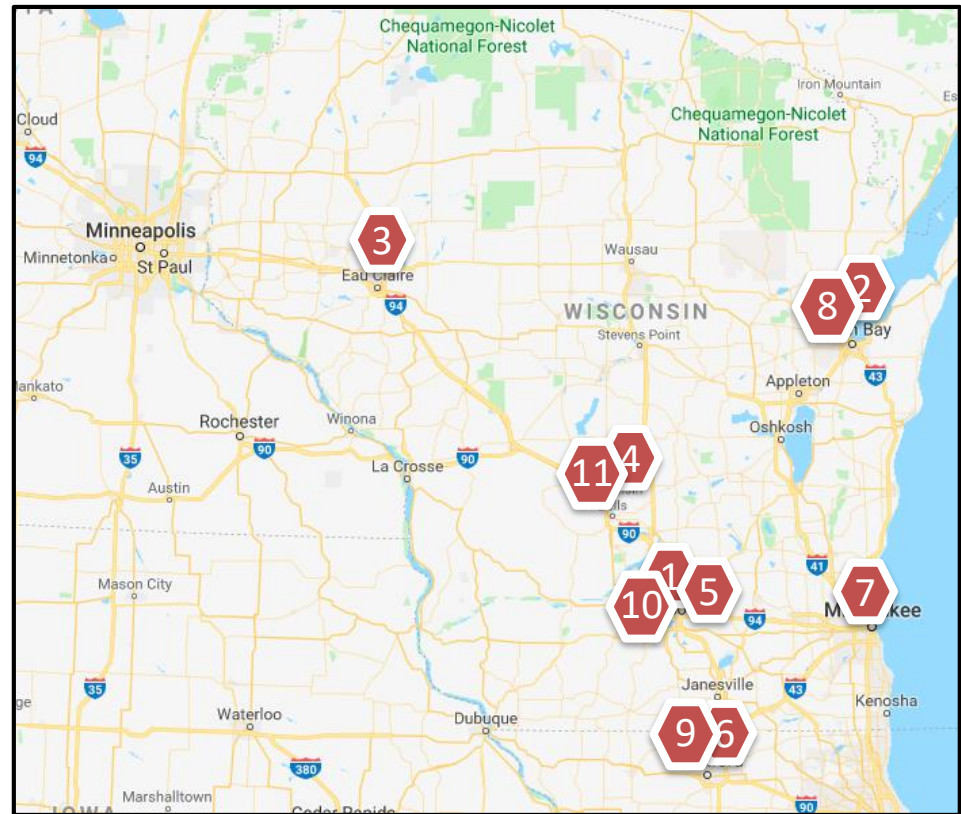 Chequamegon-Nicolet
National Forest
Iron Mountain
Cloud
94
Chequamegon-Nicolet
National Forest
Minneapolis
Minnetonka
St Paul
3
Wausau
Eau Claire
94
WISCONSIN
Stevens Point
8
2
Bay
43
Appleton
Rochester
Winona
Oshkosh
90
35
La Crosse
90
11
4
Austin
90
Mason City
41
1
5
7
10
94
35
Janesville
43
Kenosha
Waterloo
Dubuque
9
6
380
Marshalltown
90